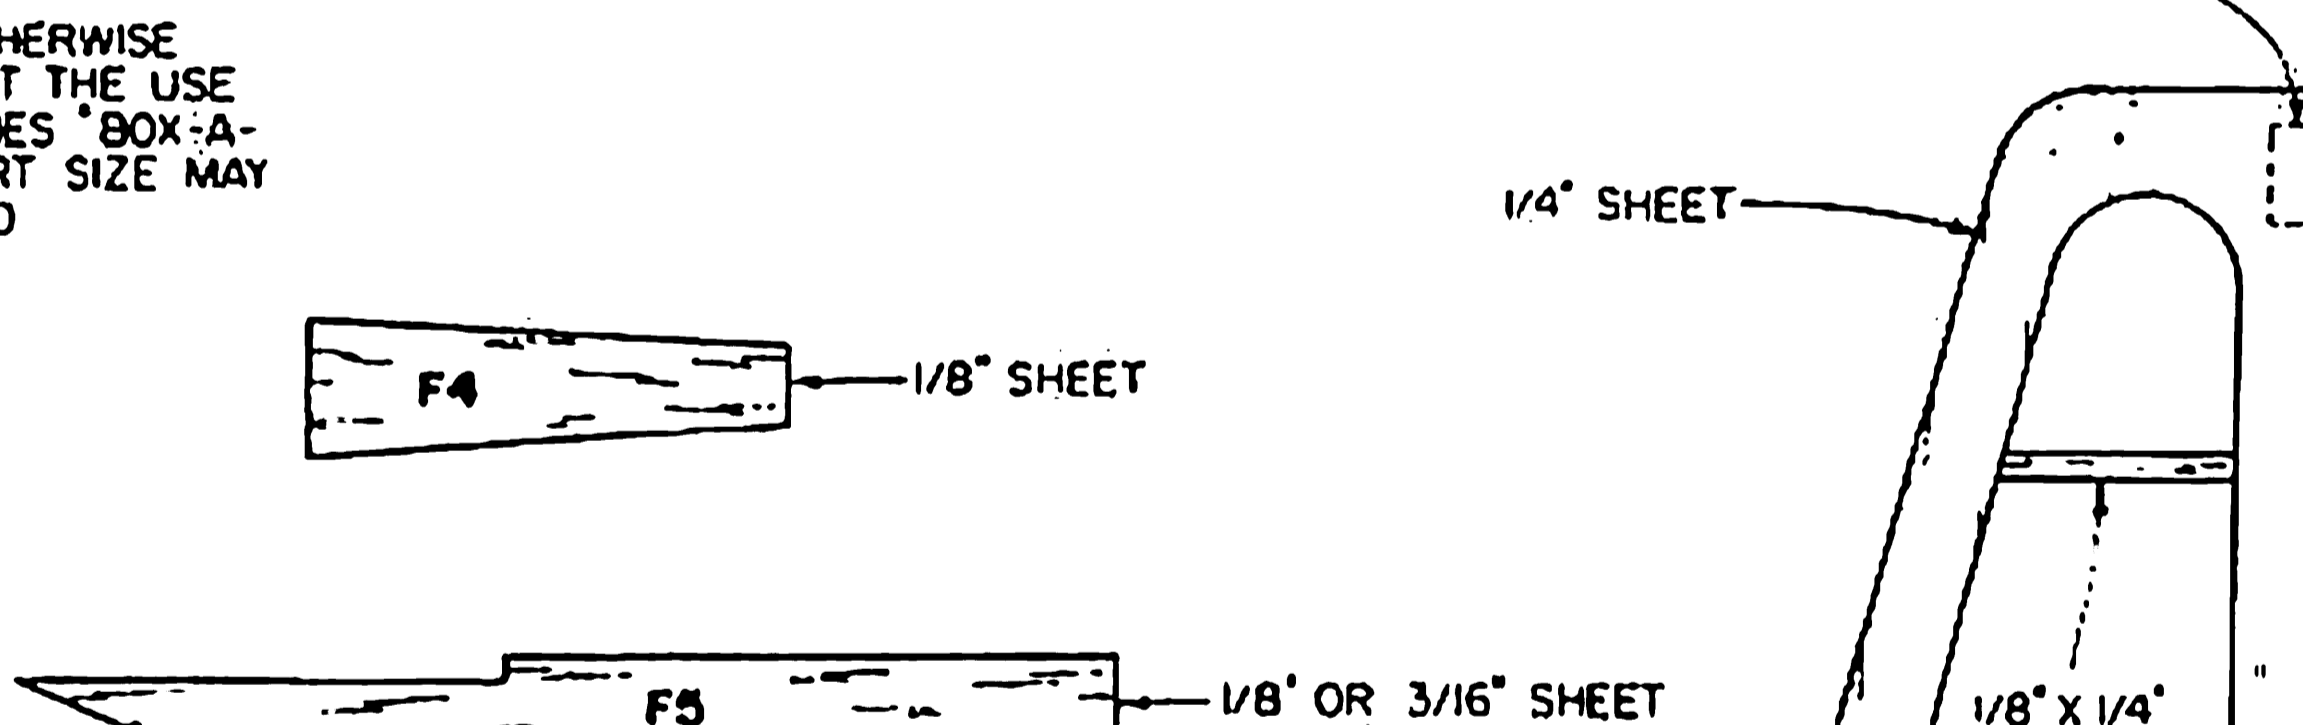 HERWISE
T THE USE
ES "BOX-A-
RT SIZE MAY
D
1/4" SHEET
F4
1/8" SHEET
F5
1/8" OR 3/16" SHEET
1/8" X 1/4"